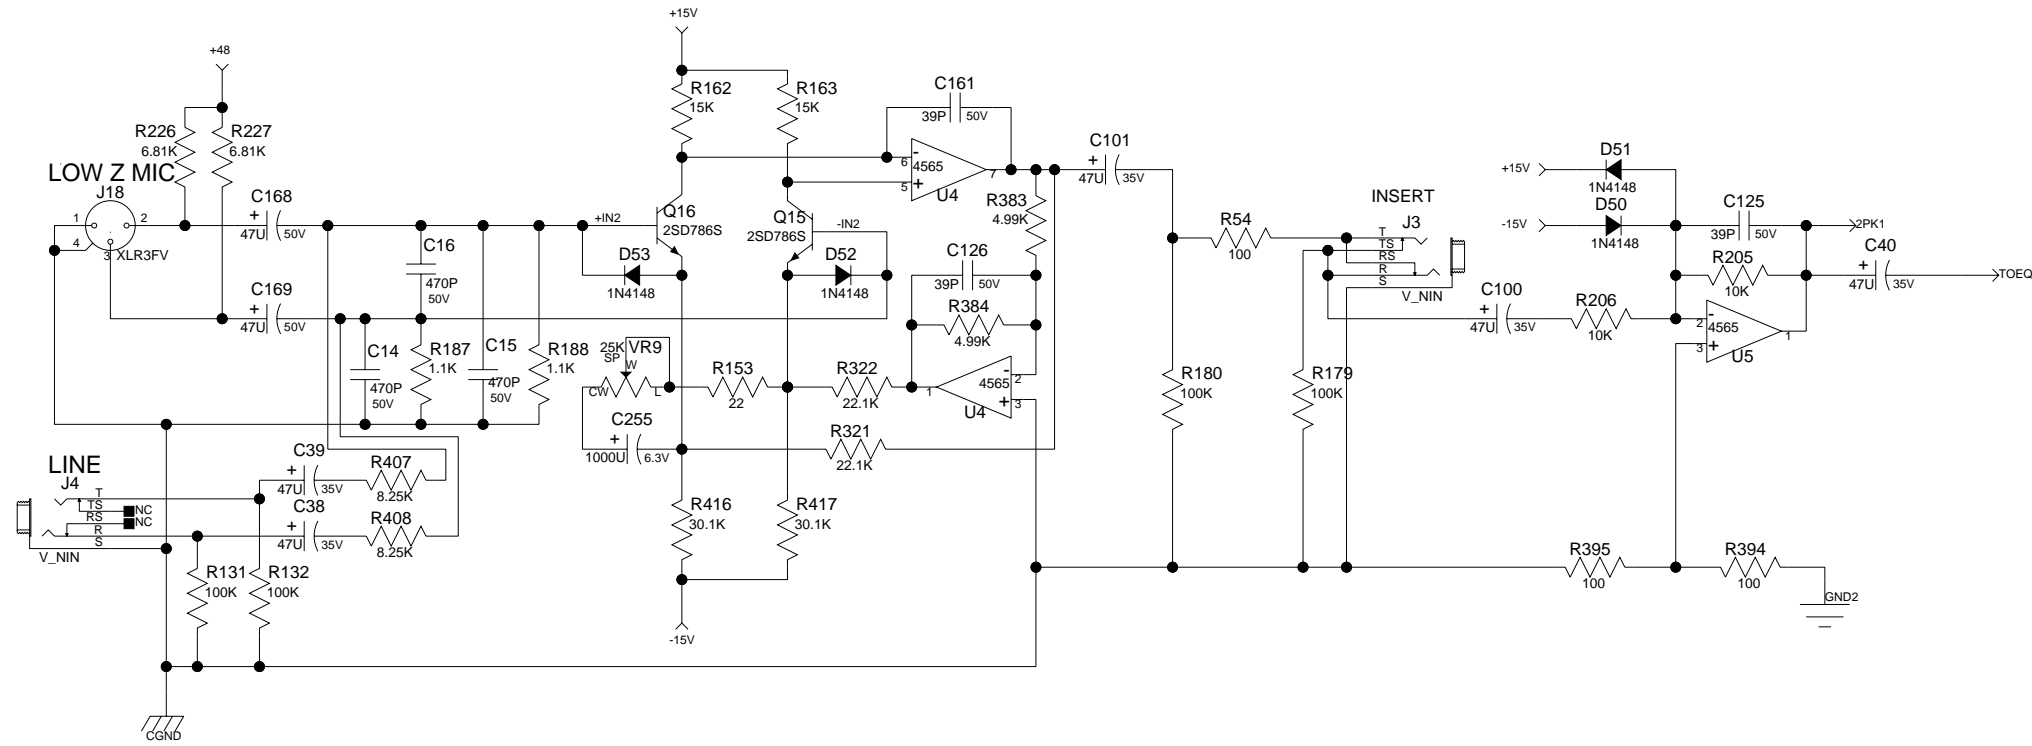 +15V
+48
R162
15K
R163
15K
C161
39P
50V
R226
6.81K
R227
6.81K
LOW Z MIC
J18
1
2
4
3
XLR3FV
C168
+
47U
50V
C16
470P
50V
+IN2
Q16
2SD786S
Q15
2SD786S
-IN2
D53
1N4148
D52
1N4148
6
-
4565
5
+
7
U4
C101
+
47U
35V
R383
4.99K
C126
39P
50V
R384
4.99K
C169
+
47U
50V
C14
470P
50V
R187
1.1K
C15
470P
50V
R188
1.1K
25K
SP
VR9
W
CW
L
R153
22
R322
22.1K
1
-
4565
2
+
3
U4
C255
+
1000U
6.3V
R321
22.1K
R416
30.1K
R417
30.1K
-15V
LINE
J4
T
TS
NC
RS
NC
R
S
V_NIN
C39
+
47U
35V
R407
8.25K
C38
+
47U
35V
R408
8.25K
R131
100K
R132
100K
CGND
R54
100
INSERT
J3
T
TS
RS
R
S
V_NIN
R180
100K
R179
100K
C100
+
47U
35V
R206
10K
+15V
D51
1N4148
-15V
D50
1N4148
C125
39P
50V
2PK1
R205
10K
C40
+
47U
35V
TOEQ
2
-
4565
3
+
1
U5
R395
100
R394
100
GND2